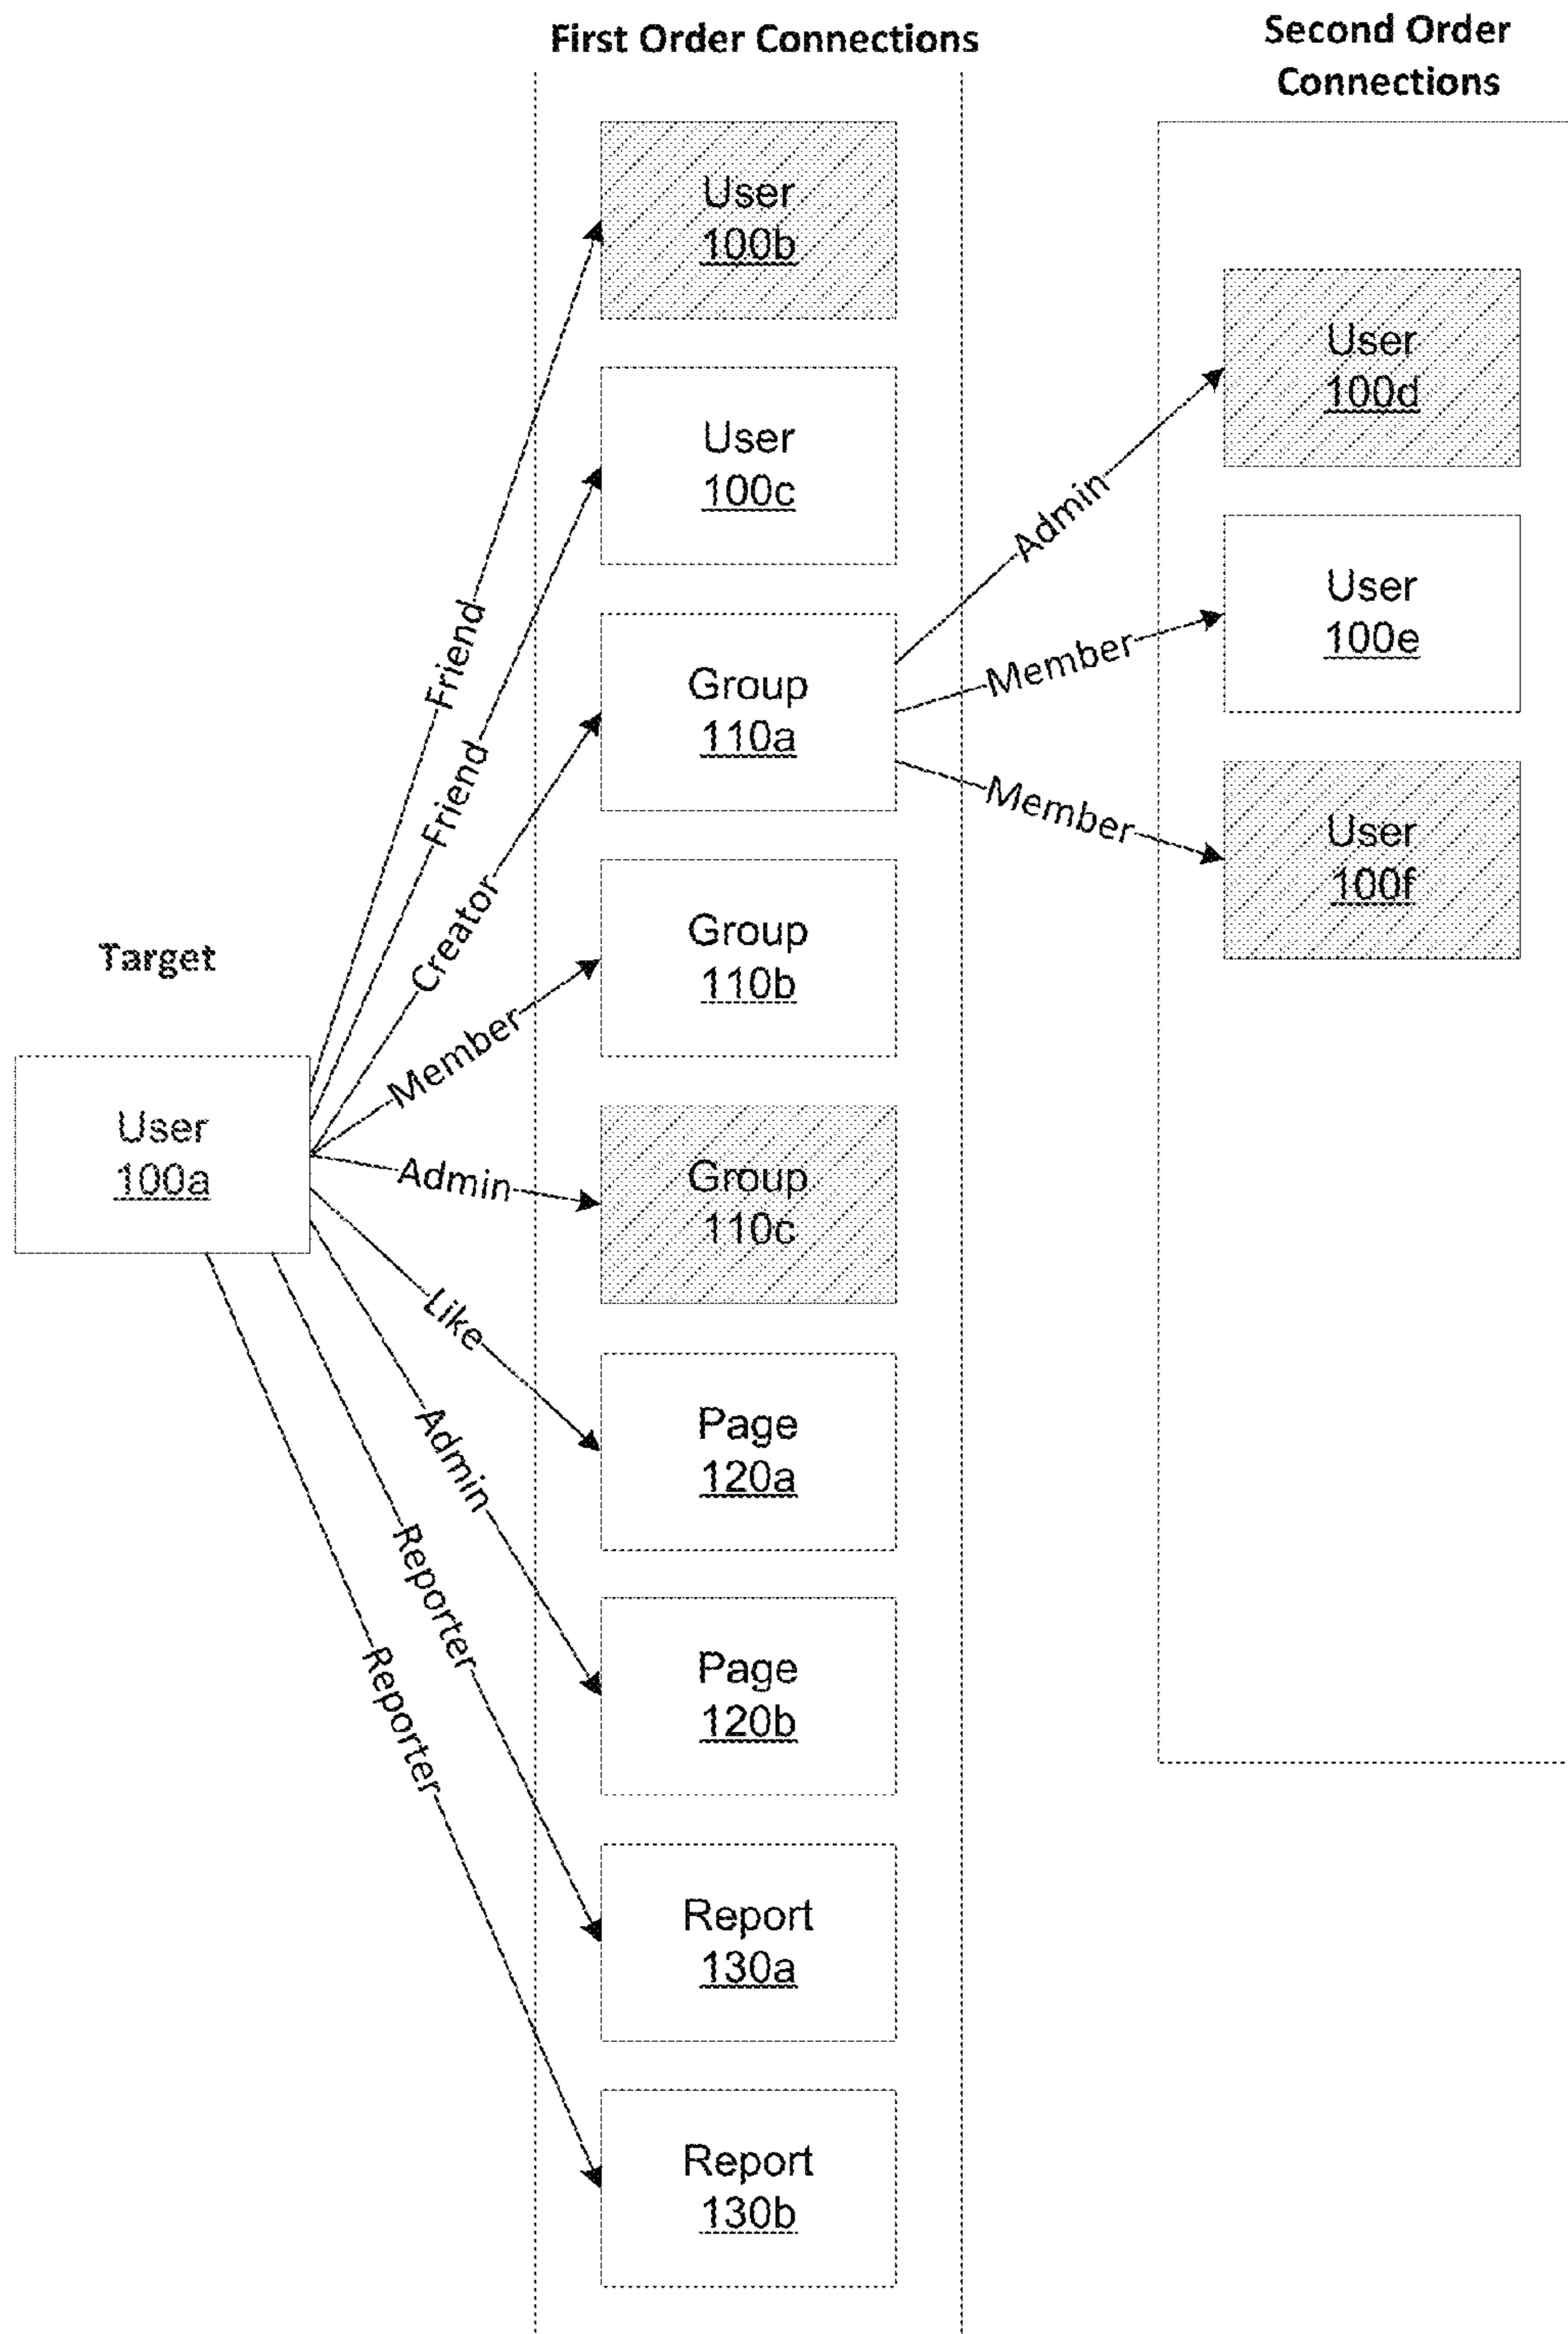 First Order Connections
Second Order
Connections
User
100b
User
100c
Group
110a
Group
110b
Group
110c
Page
120a
Page
120b
Report
130a
Report
130b
User
100d
User
100e
User
100f
Target
User
100a
Friend
Friend
Creator
Member
Admin
Like
Admin
Reporter
Reporter
Admin
Member
Member